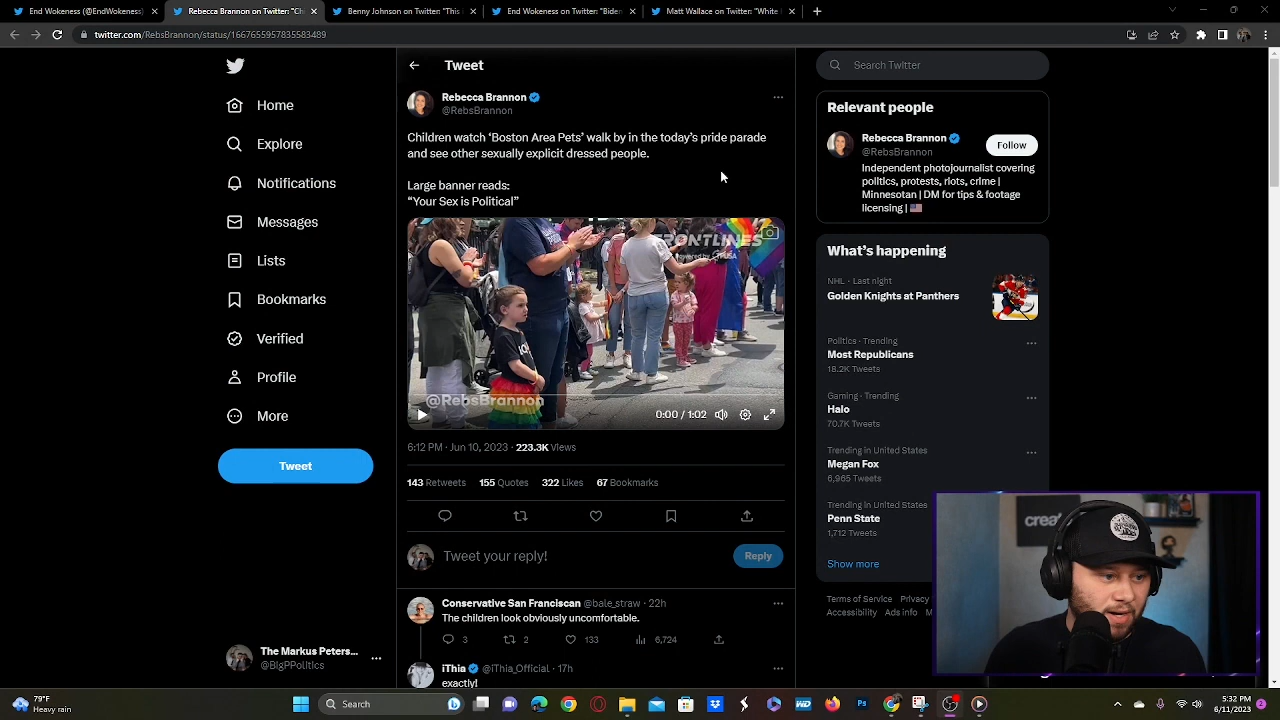 End Wokeness (@EndWokeness)
Rebecca Brannon on Twitter: "Chi
Benny Johnson on Twitter: "This
End Wokeness on Twitter: "Biden
Matt Wallace on Twitter: "White
twitter.com/RebsBrannon/status/1667655957835583489
Home
Explore
Notifications
Messages
Lists
Bookmarks
Verified
Profile
More
Tweet
The Markus Peters...
@BigPPolitics
Tweet
Rebecca Brannon
@RebsBrannon
Children watch ‘Boston Area Pets’ walk by in the today’s pride parade
and see other sexually explicit dressed people.
Large banner reads:
“Your Sex is Political”
FRONTLINES
Powered by TPUSA
@RebsBrannon
0:00 / 1:02
6:12 PM · Jun 10, 2023 · 223.3K Views
143 Retweets 155 Quotes 322 Likes 67 Bookmarks
Tweet your reply!
Reply
Conservative San Franciscan @bale_straw · 22h
The children look obviously uncomfortable.
3 2 133 6,724
iThia @iThia_Official · 17h
exactly!
Search Twitter
Relevant people
Rebecca Brannon
@RebsBrannon
Follow
Independent photojournalist covering
politics, protests, riots, crime |
Minnesotan | DM for tips & footage
licensing |
What’s happening
NHL · Last night
Golden Knights at Panthers
Politics · Trending
Most Republicans
18.2K Tweets
Gaming · Trending
Halo
70.7K Tweets
Trending in United States
Megan Fox
6,965 Tweets
Trending in United States
Penn State
1,712 Tweets
Show more
Terms of Service Privacy
Accessibility Ads info M
creat
79°F
Heavy rain
Search
5:32 PM
6/11/2023
2